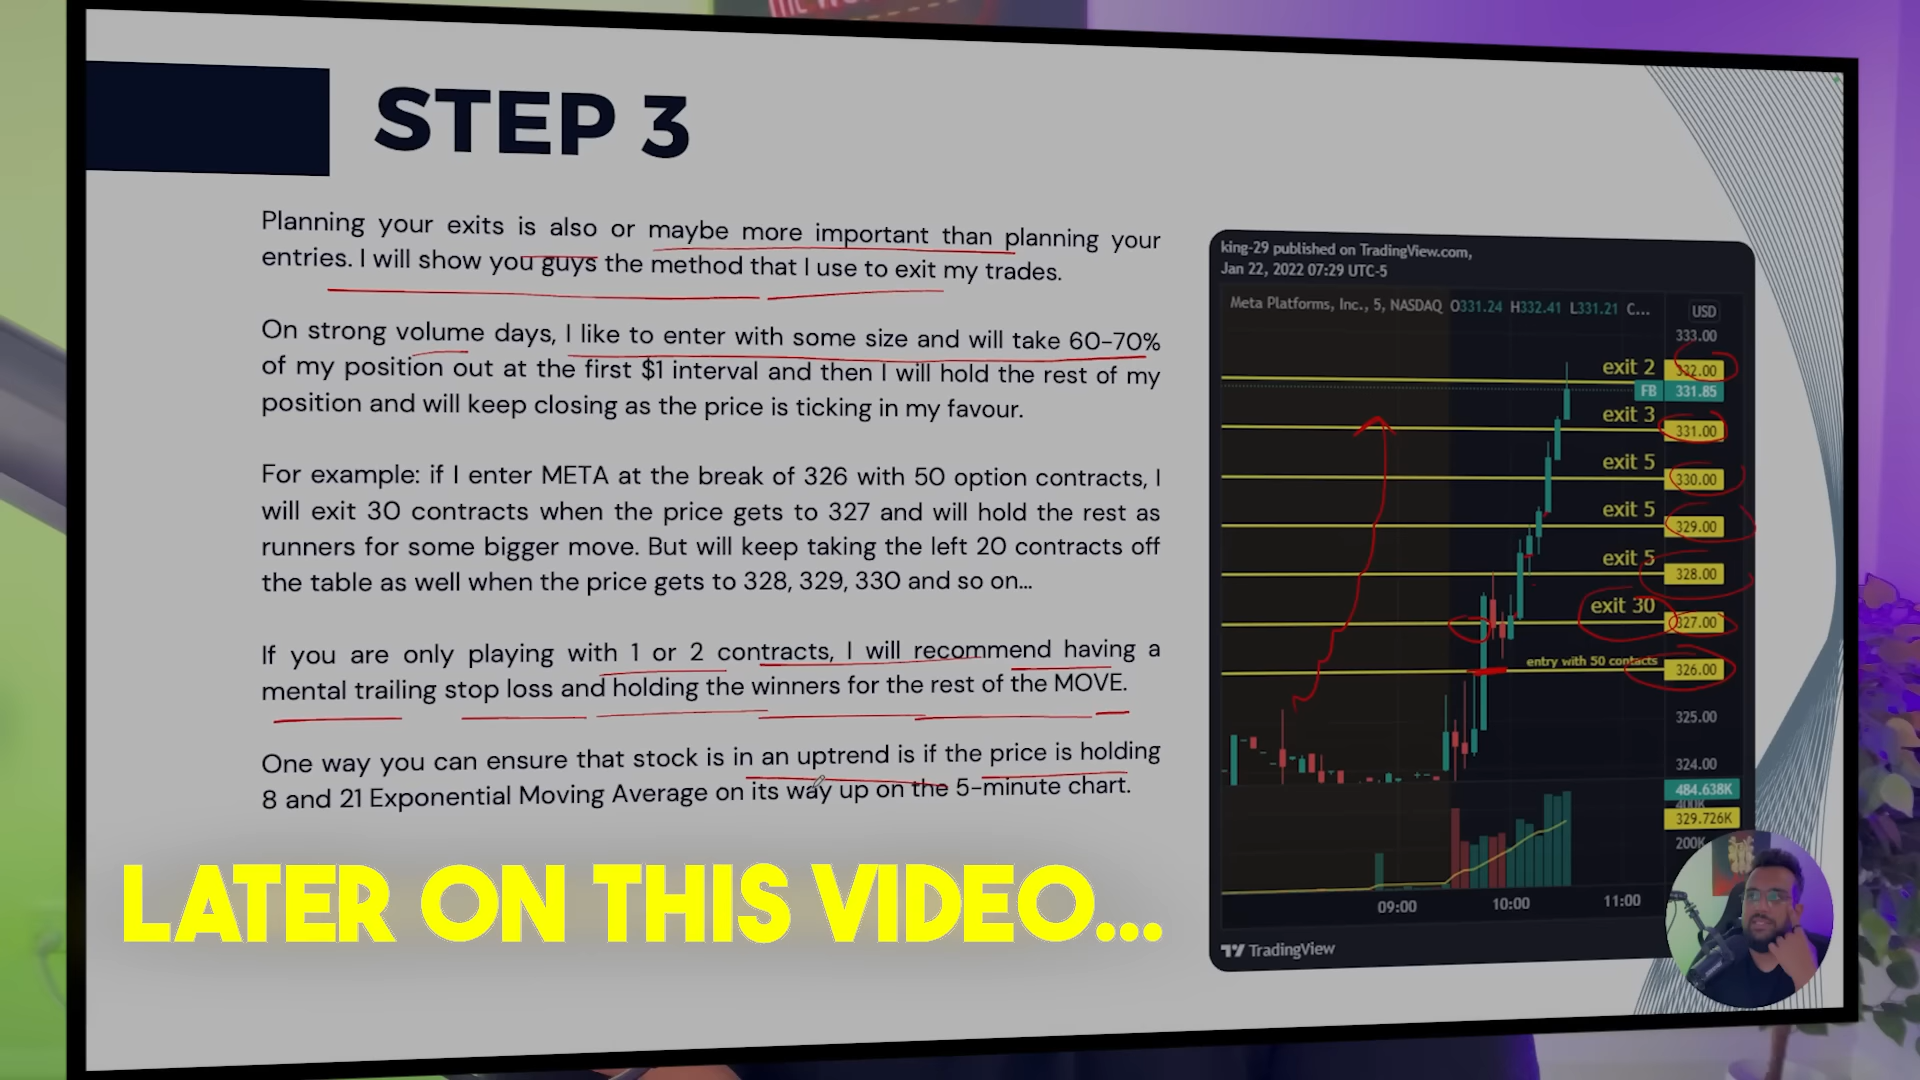 STEP 3
Planning your exits is also or maybe more important than planning your
entries. I will show you guys the method that I use to exit my trades.
On strong volume days, I like to enter with some size and will take 60-70%
of my position out at the first $1 interval and then I will hold the rest of my
position and will keep closing as the price is ticking in my favour.
For example: if I enter META at the break of 326 with 50 option contracts, I
will exit 30 contracts when the price gets to 327 and will hold the rest as
runners for some bigger move. But will keep taking the left 20 contracts off
the table as well when the price gets to 328, 329, 330 and so on...
If you are only playing with 1 or 2 contracts, I will recommend having a
mental trailing stop loss and holding the winners for the rest of the MOVE.
One way you can ensure that stock is in an uptrend is if the price is holding
8 and 21 Exponential Moving Average on its way up on the 5-minute chart.
LATER ON THIS VIDEO...
king-29 published on TradingView.com,
Jan 22, 2022 07:29 UTC-5
Meta Platforms, Inc., 5, NASDAQ O331.24 H332.41 L331.21 C...
USD
333.00
exit 2 332.00
FB 331.85
exit 3 331.00
exit 5 330.00
exit 5 329.00
exit 5 328.00
exit 30 327.00
entry with 50 contacts 326.00
325.00
324.00
484.638K
400K
329.726K
200K
09:00 10:00 11:00
TradingView